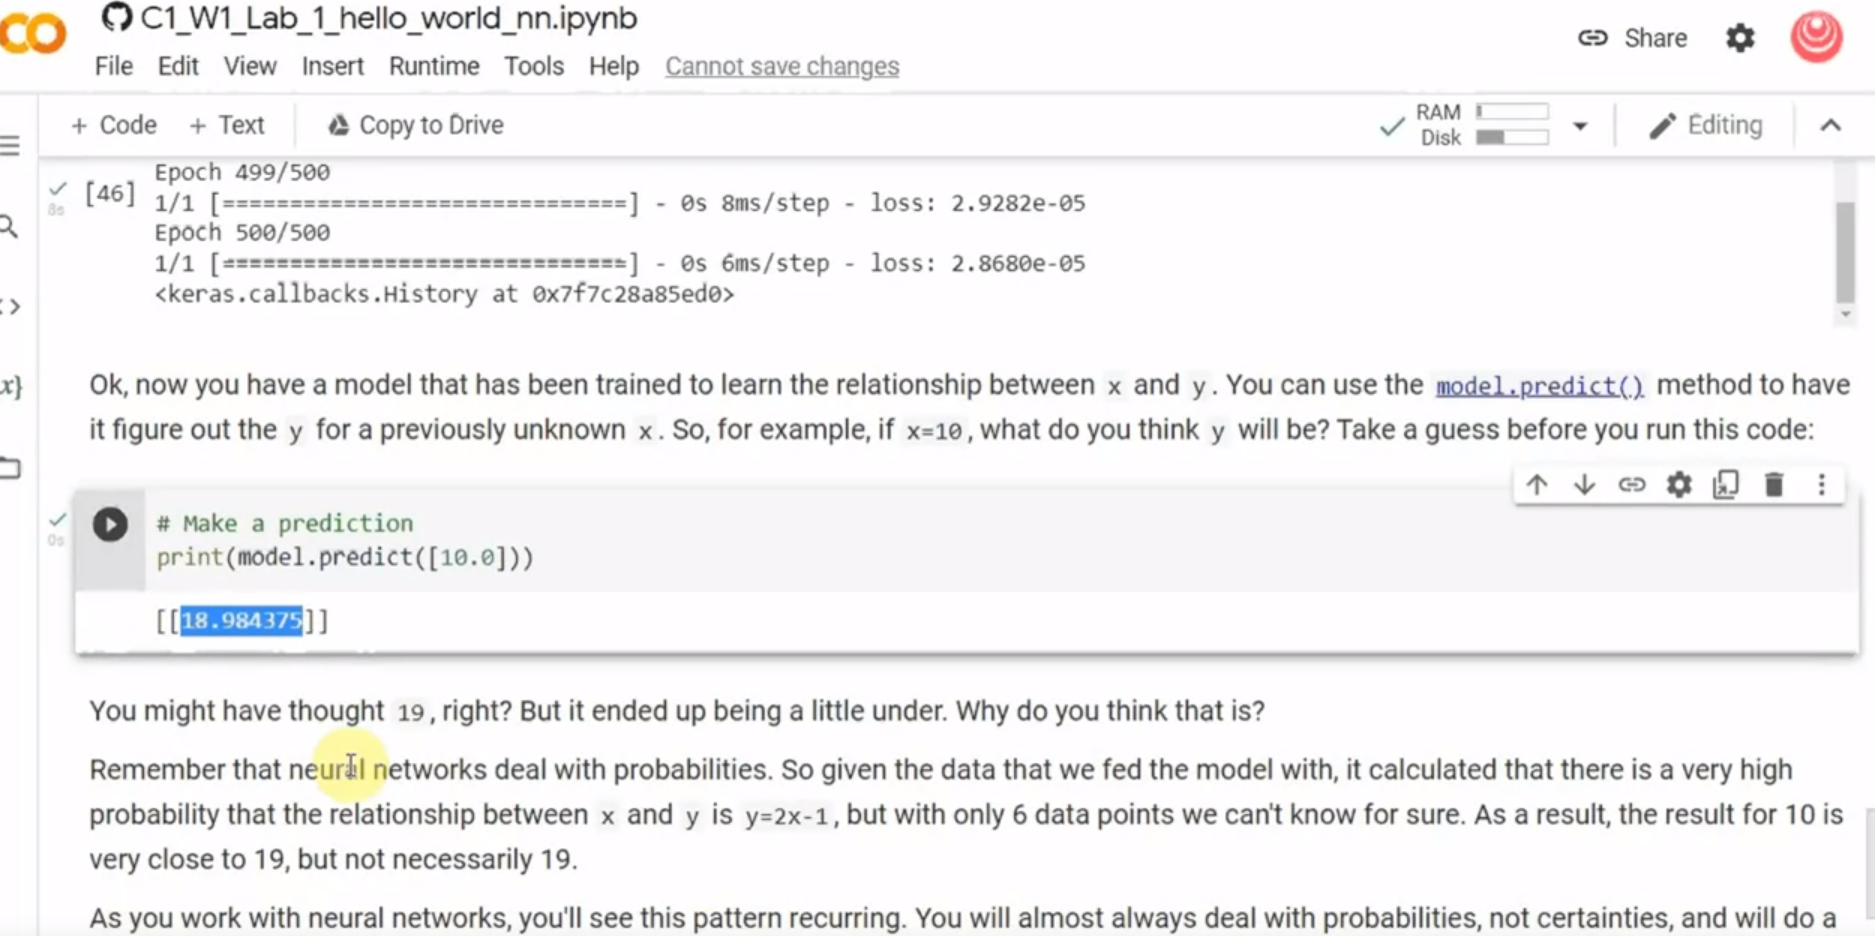 CO
C1_W1_Lab_1_hello_world_nn.ipynb
Share
File Edit View Insert Runtime Tools Help Cannot save changes
+ Code + Text Copy to Drive
RAM
Disk
Editing
Epoch 499/500
[46]
8s
1/1 [==============================] - 0s 8ms/step - loss: 2.9282e-05
Epoch 500/500
1/1 [==============================] - 0s 6ms/step - loss: 2.8680e-05
<keras.callbacks.History at 0x7f7c28a85ed0>
{x}
Ok, now you have a model that has been trained to learn the relationship between x and y. You can use the model.predict() method to have
it figure out the y for a previously unknown x. So, for example, if x=10, what do you think y will be? Take a guess before you run this code:
0s
# Make a prediction
print(model.predict([10.0]))
[[18.984375]]
You might have thought 19, right? But it ended up being a little under. Why do you think that is?
Remember that neural networks deal with probabilities. So given the data that we fed the model with, it calculated that there is a very high
probability that the relationship between x and y is y=2x-1, but with only 6 data points we can't know for sure. As a result, the result for 10 is
very close to 19, but not necessarily 19.
As you work with neural networks, you'll see this pattern recurring. You will almost always deal with probabilities, not certainties, and will do a